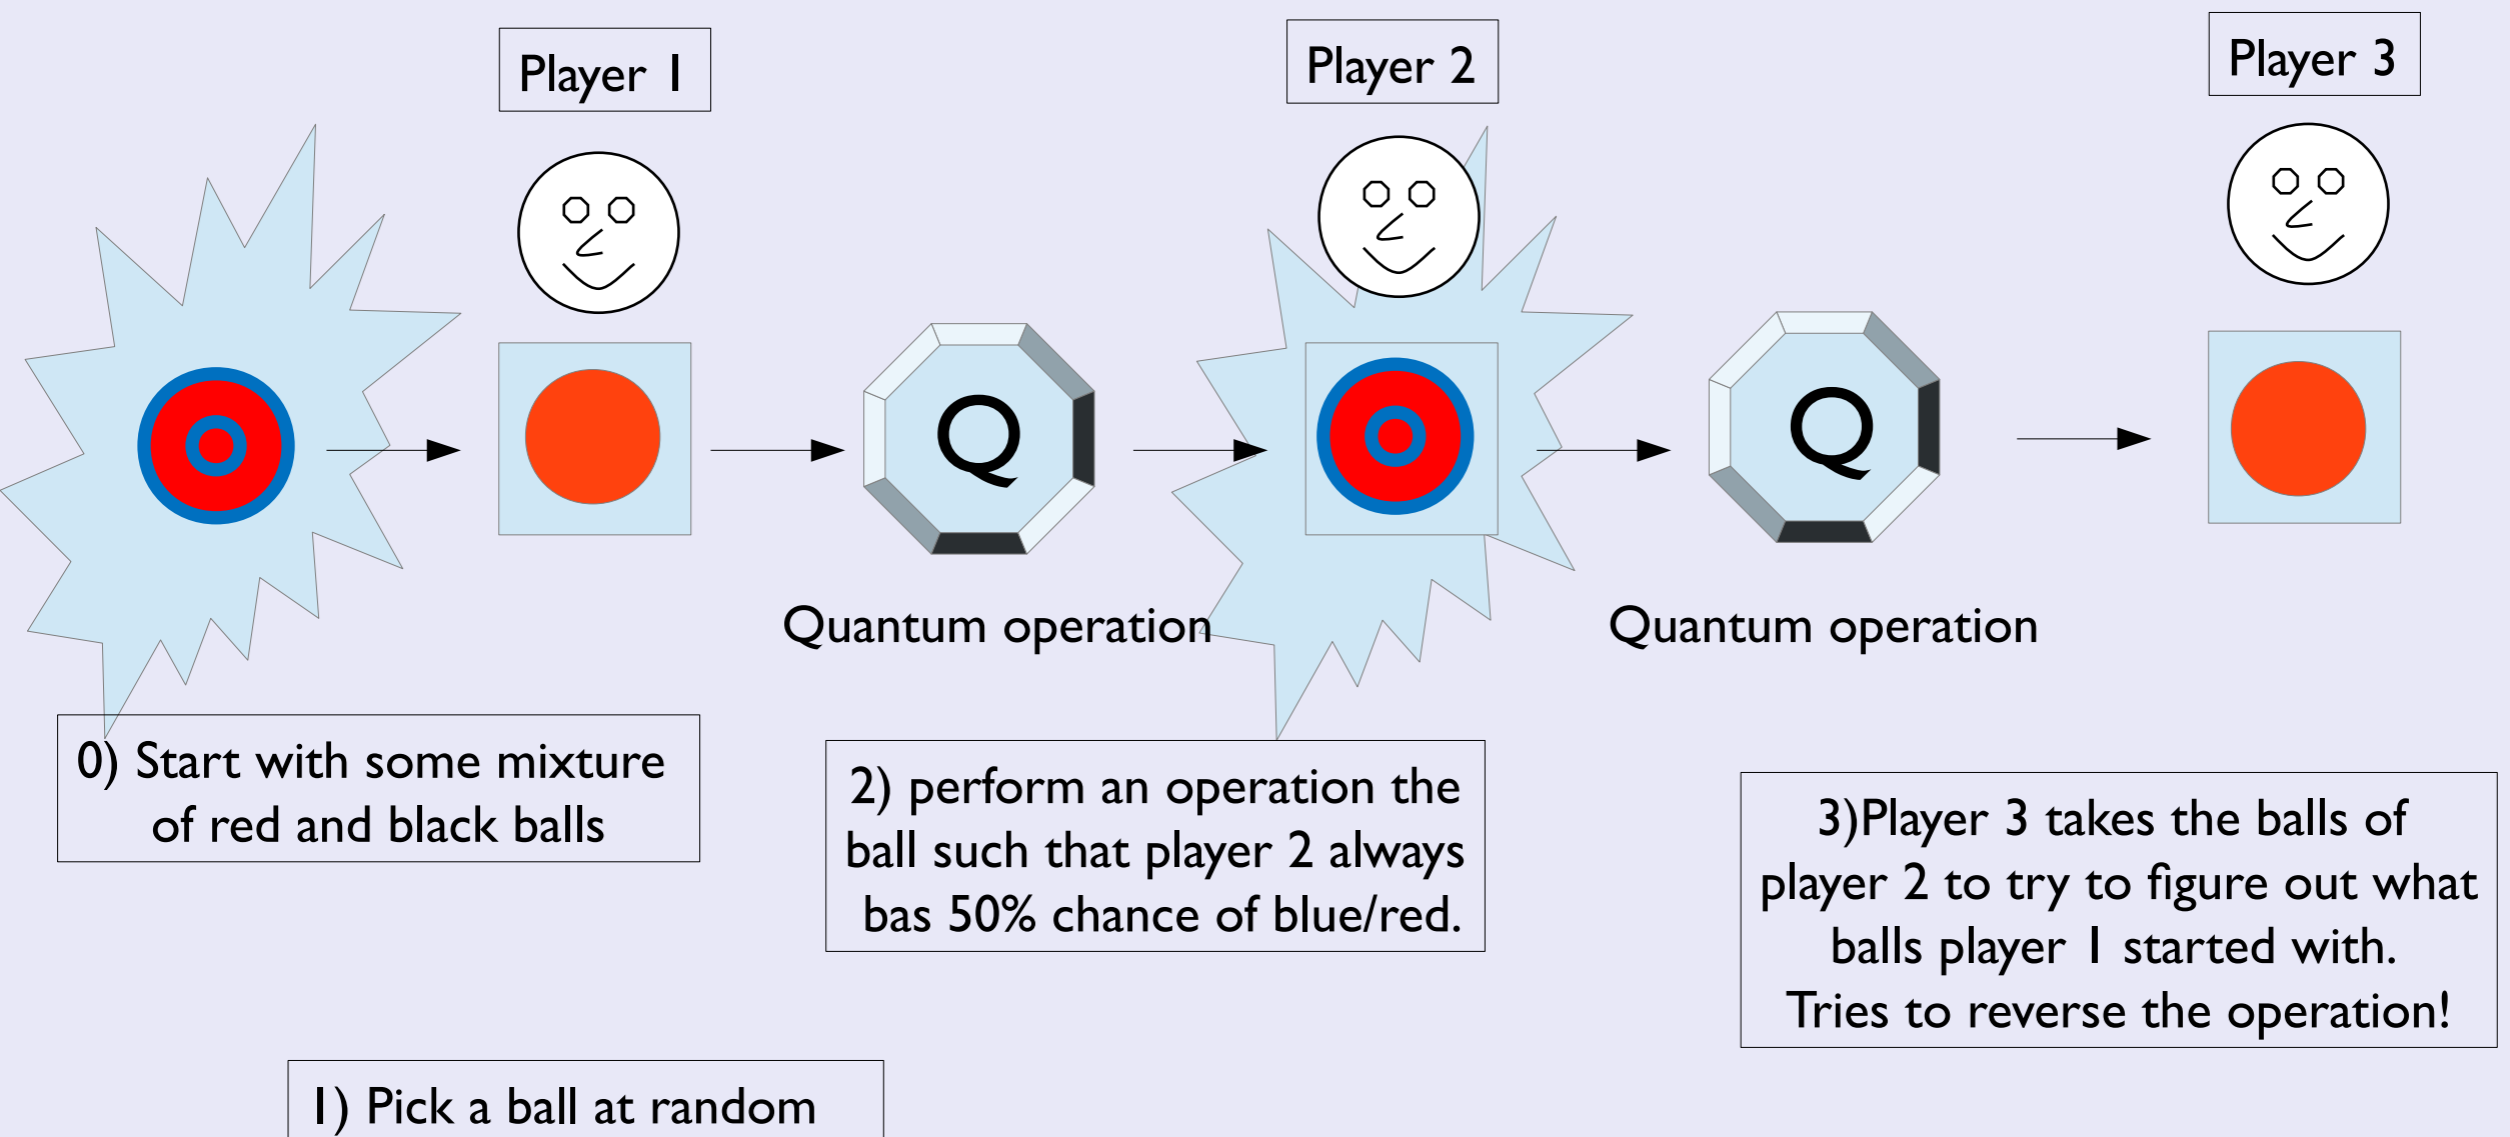 Player 1
Player 2
Player 3
Q
Q
Quantum operation
Quantum operation
0) Start with some mixture
of red and black balls
2) perform an operation the
ball such that player 2 always
bas 50% chance of blue/red.
3)Player 3 takes the balls of
player 2 to try to figure out what
balls player 1 started with.
Tries to reverse the operation!
1) Pick a ball at random